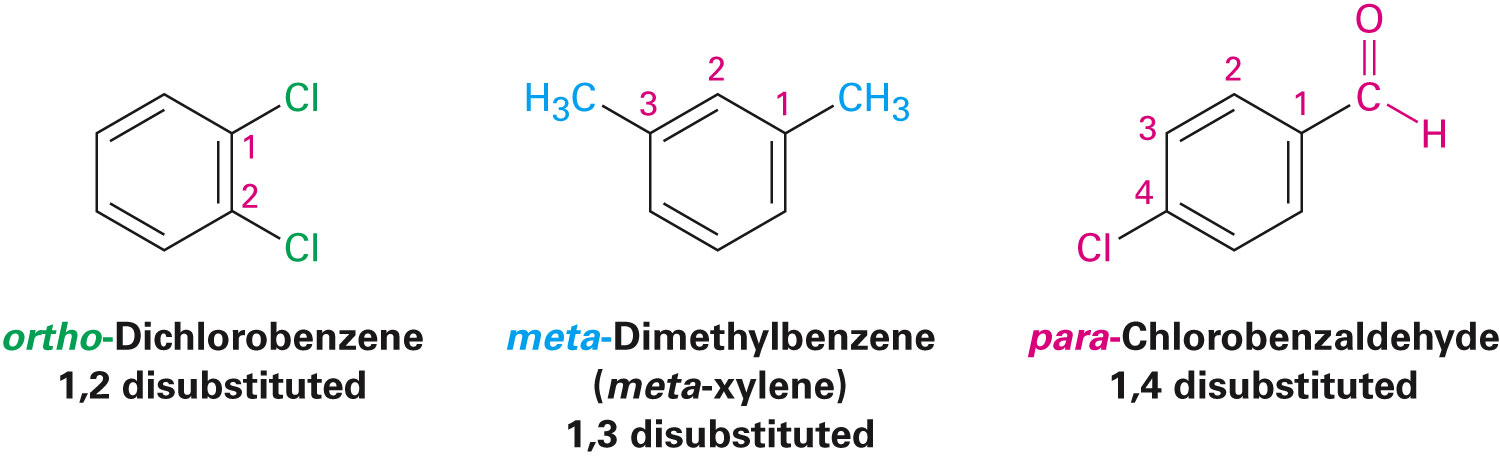 Cl
1
2
Cl
ortho-Dichlorobenzene
1,2 disubstituted
H3C
3
2
1
CH3
meta-Dimethylbenzene
(meta-xylene)
1,3 disubstituted
O
C
H
1
2
3
4
Cl
para-Chlorobenzaldehyde
1,4 disubstituted